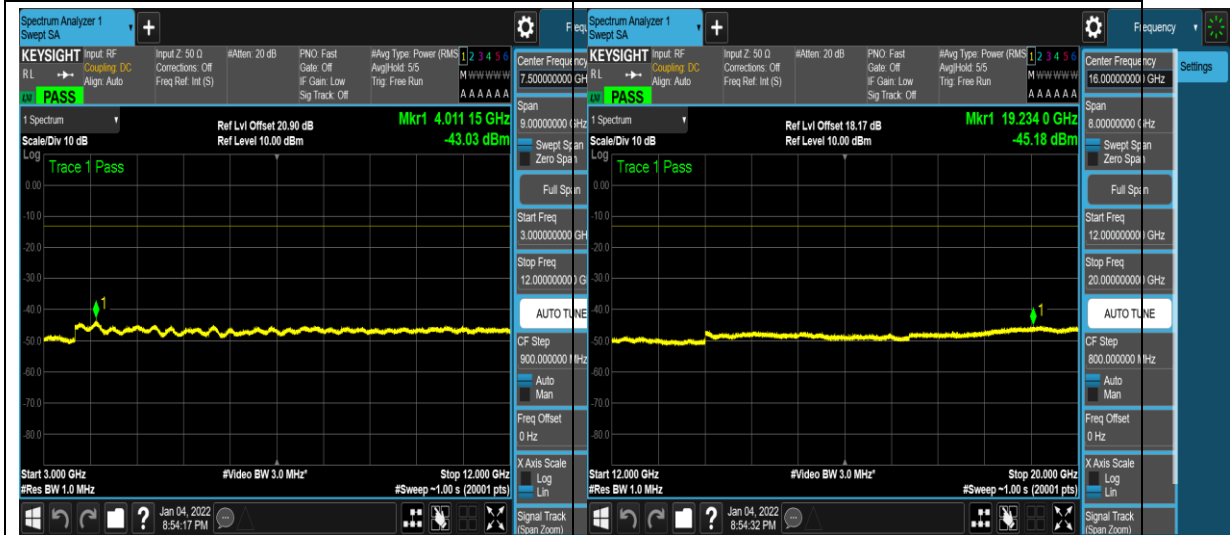 Spectrum Analyzer 1
Swept SA
+
KEYSIGHT
RL
PASS
Input: RF
Coupling: DC
Align: Auto
Input Z: 50 Ω
Corrections: Off
Freq Ref: Int (S)
#Atten: 20 dB
PNO: Fast
Gate: Off
IF Gain: Low
Sig Track: Off
#Avg Type: Power (RMS
Avg|Hold: 5/5
Trig: Free Run
1 2 3 4 5 6
M W W W W W
A A A A A A
1 Spectrum
Scale/Div 10 dB
Log
Ref Lvl Offset 20.90 dB
Ref Level 10.00 dBm
Mkr1 4.011 15 GHz
-43.03 dBm
Trace 1 Pass
0.00
-10.0
-20.0
-30.0
-40.0
-50.0
-60.0
-70.0
-80.0
1
Start 3.000 GHz
#Res BW 1.0 MHz
#Video BW 3.0 MHz*
Stop 12.000 GHz
#Sweep ~1.00 s (20001 pts)
?
Jan 04, 2022
8:54:17 PM
Frequ
Center Frequency
7.500000000 GH
Span
9.00000000 GHz
Swept Span
Zero Span
Full Span
Start Freq
3.000000000 GH
Stop Freq
12.00000000 G
AUTO TUNE
CF Step
900.000000 MHz
Auto
Man
Freq Offset
0 Hz
X Axis Scale
Log
Lin
Signal Track
(Span Zoom)
Spectrum Analyzer 1
Swept SA
+
KEYSIGHT
RL
PASS
Input: RF
Coupling: DC
Align: Auto
Input Z: 50 Ω
Corrections: Off
Freq Ref: Int (S)
#Atten: 20 dB
PNO: Fast
Gate: Off
IF Gain: Low
Sig Track: Off
#Avg Type: Power (RMS
Avg|Hold: 5/5
Trig: Free Run
1 2 3 4 5 6
M W W W W W
A A A A A A
1 Spectrum
Scale/Div 10 dB
Log
Ref Lvl Offset 18.17 dB
Ref Level 10.00 dBm
Mkr1 19.234 0 GHz
-45.18 dBm
Trace 1 Pass
0.00
-10.0
-20.0
-30.0
-40.0
-50.0
-60.0
-70.0
-80.0
1
Start 12.000 GHz
#Res BW 1.0 MHz
#Video BW 3.0 MHz*
Stop 20.000 GHz
#Sweep ~1.00 s (20001 pts)
?
Jan 04, 2022
8:54:32 PM
Frequency
Center Frequency
16.00000000 GHz
Settings
Span
8.00000000 GHz
Swept Span
Zero Span
Full Span
Start Freq
12.00000000 GHz
Stop Freq
20.00000000 GHz
AUTO TUNE
CF Step
800.000000 MHz
Auto
Man
Freq Offset
0 Hz
X Axis Scale
Log
Lin
Signal Track
(Span Zoom)